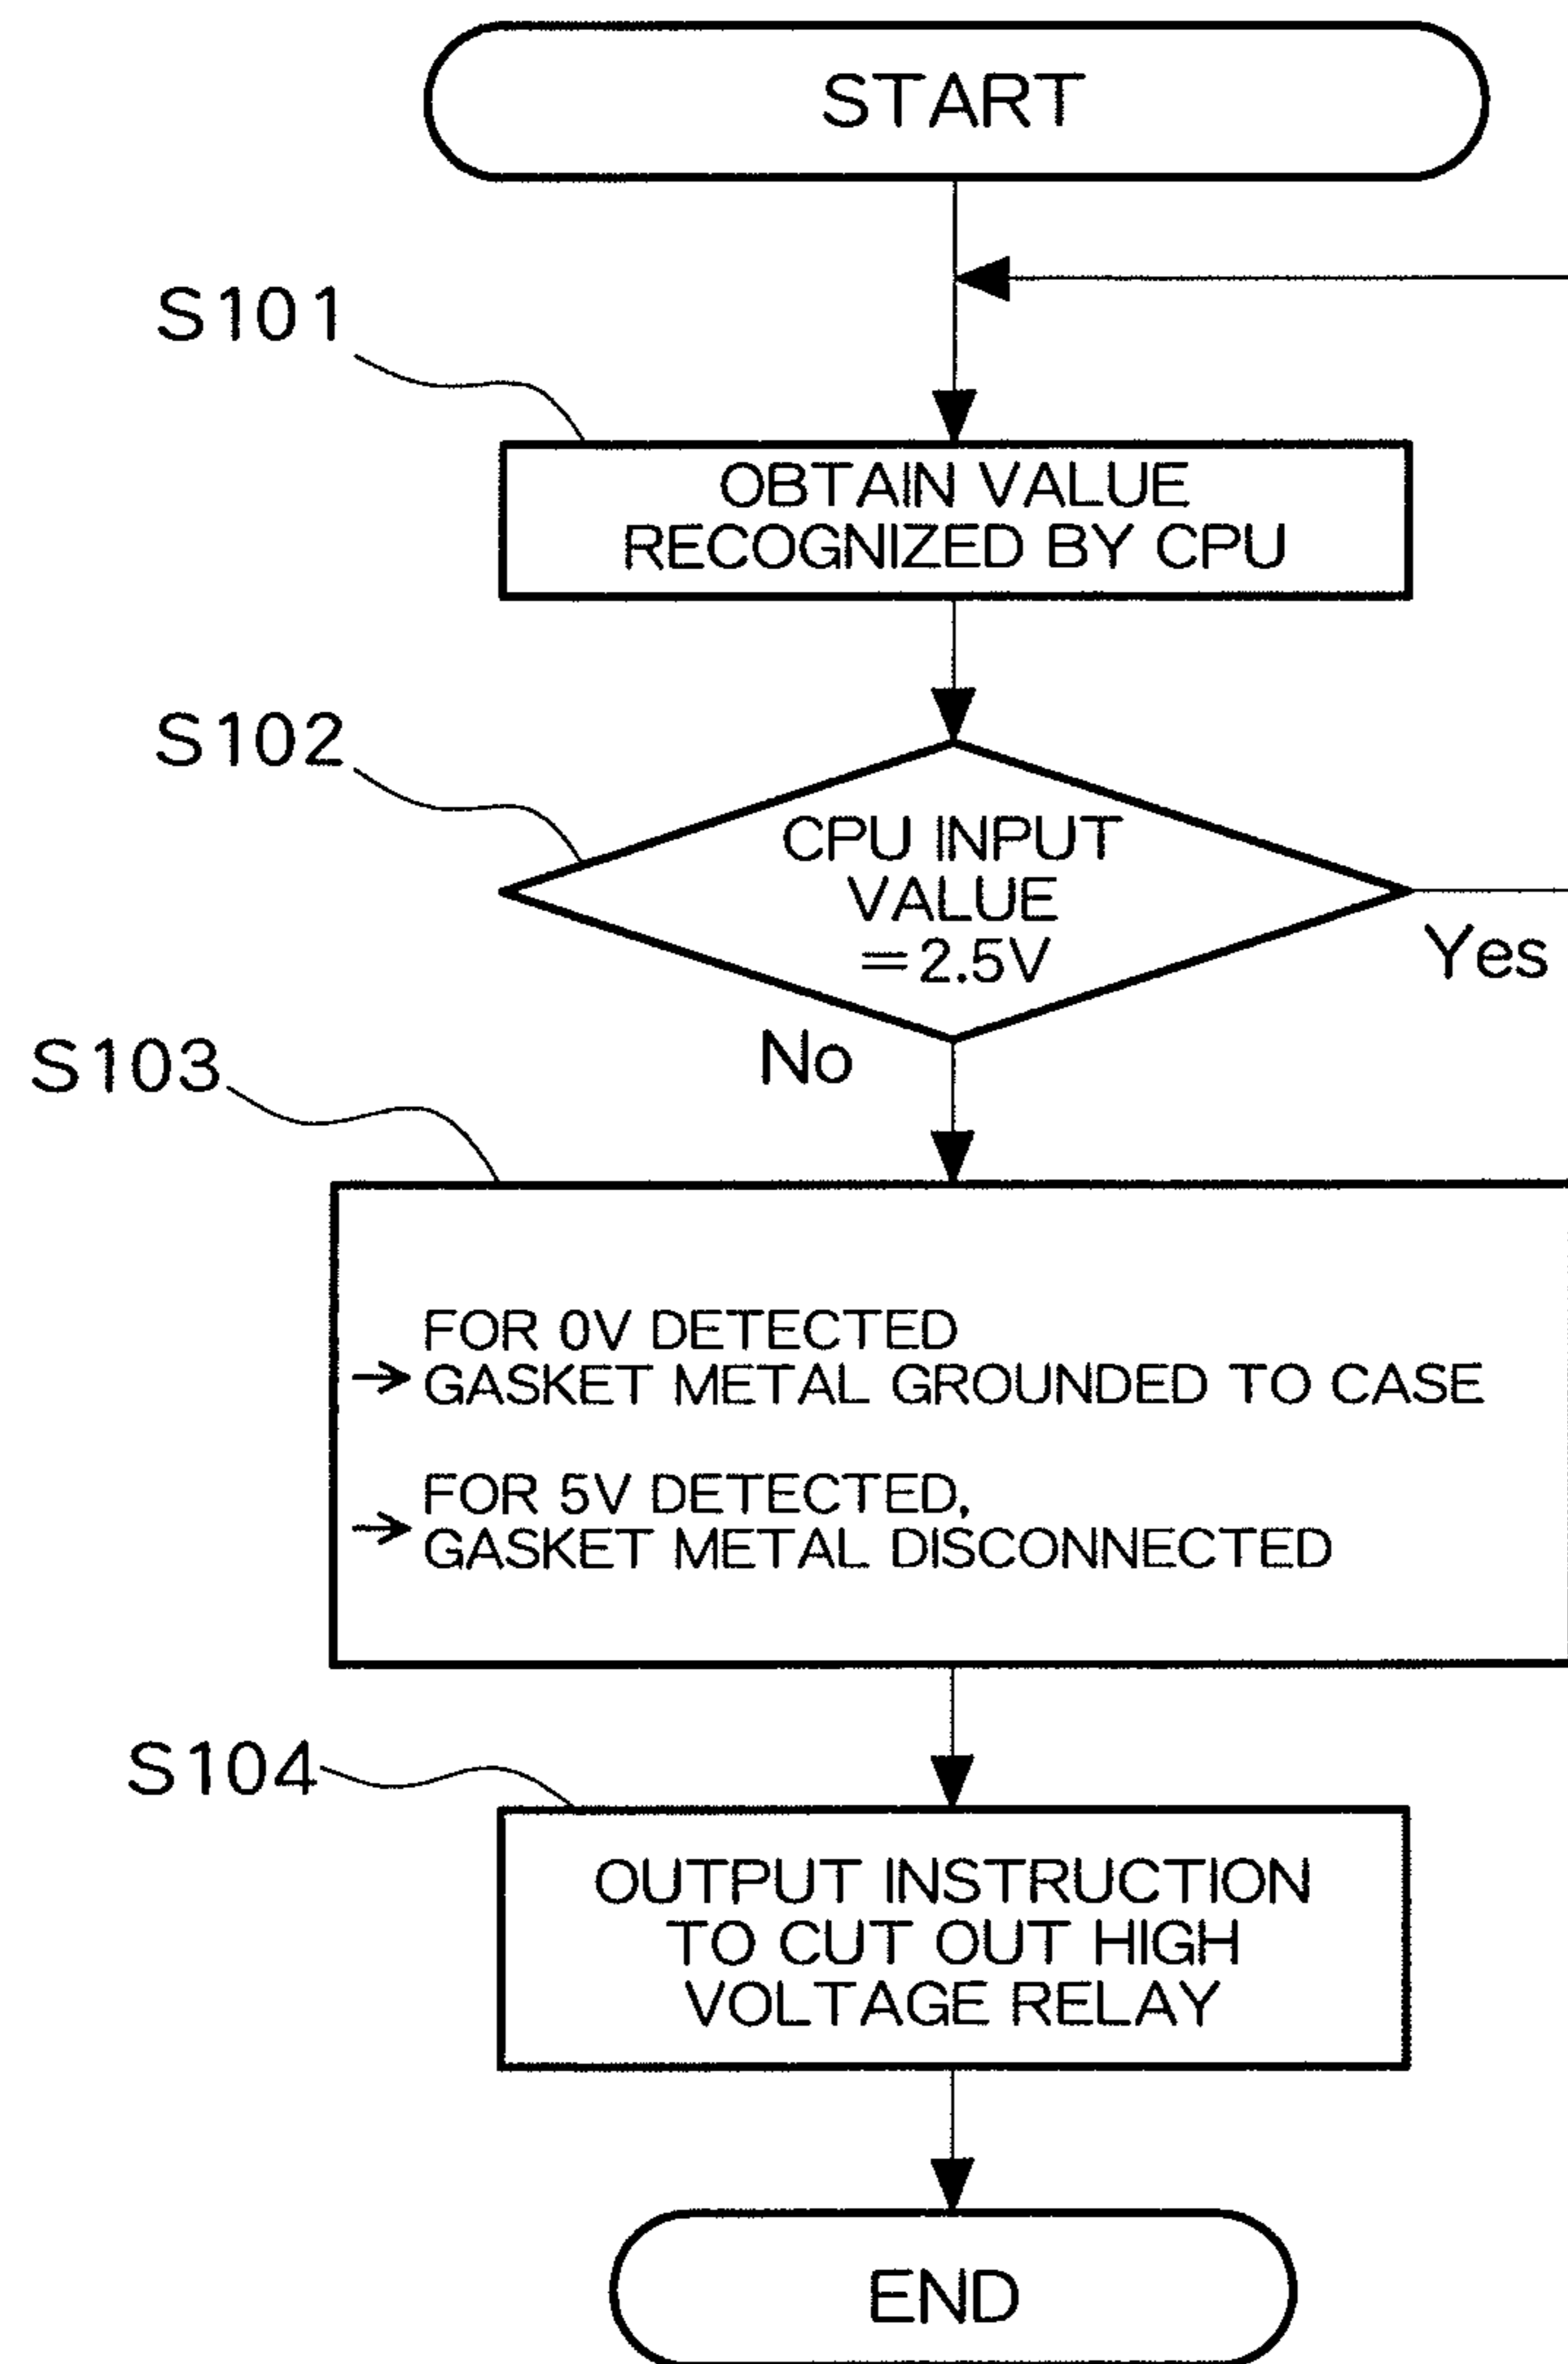 START
S101
OBTAIN VALUE
RECOGNIZED BY CPU
S102
CPU INPUT
VALUE
=2.5V
Yes
No
S103
FOR 0V DETECTED
→GASKET METAL GROUNDED TO CASE
FOR 5V DETECTED,
→GASKET METAL DISCONNECTED
S104
OUTPUT INSTRUCTION
TO CUT OUT HIGH
VOLTAGE RELAY
END